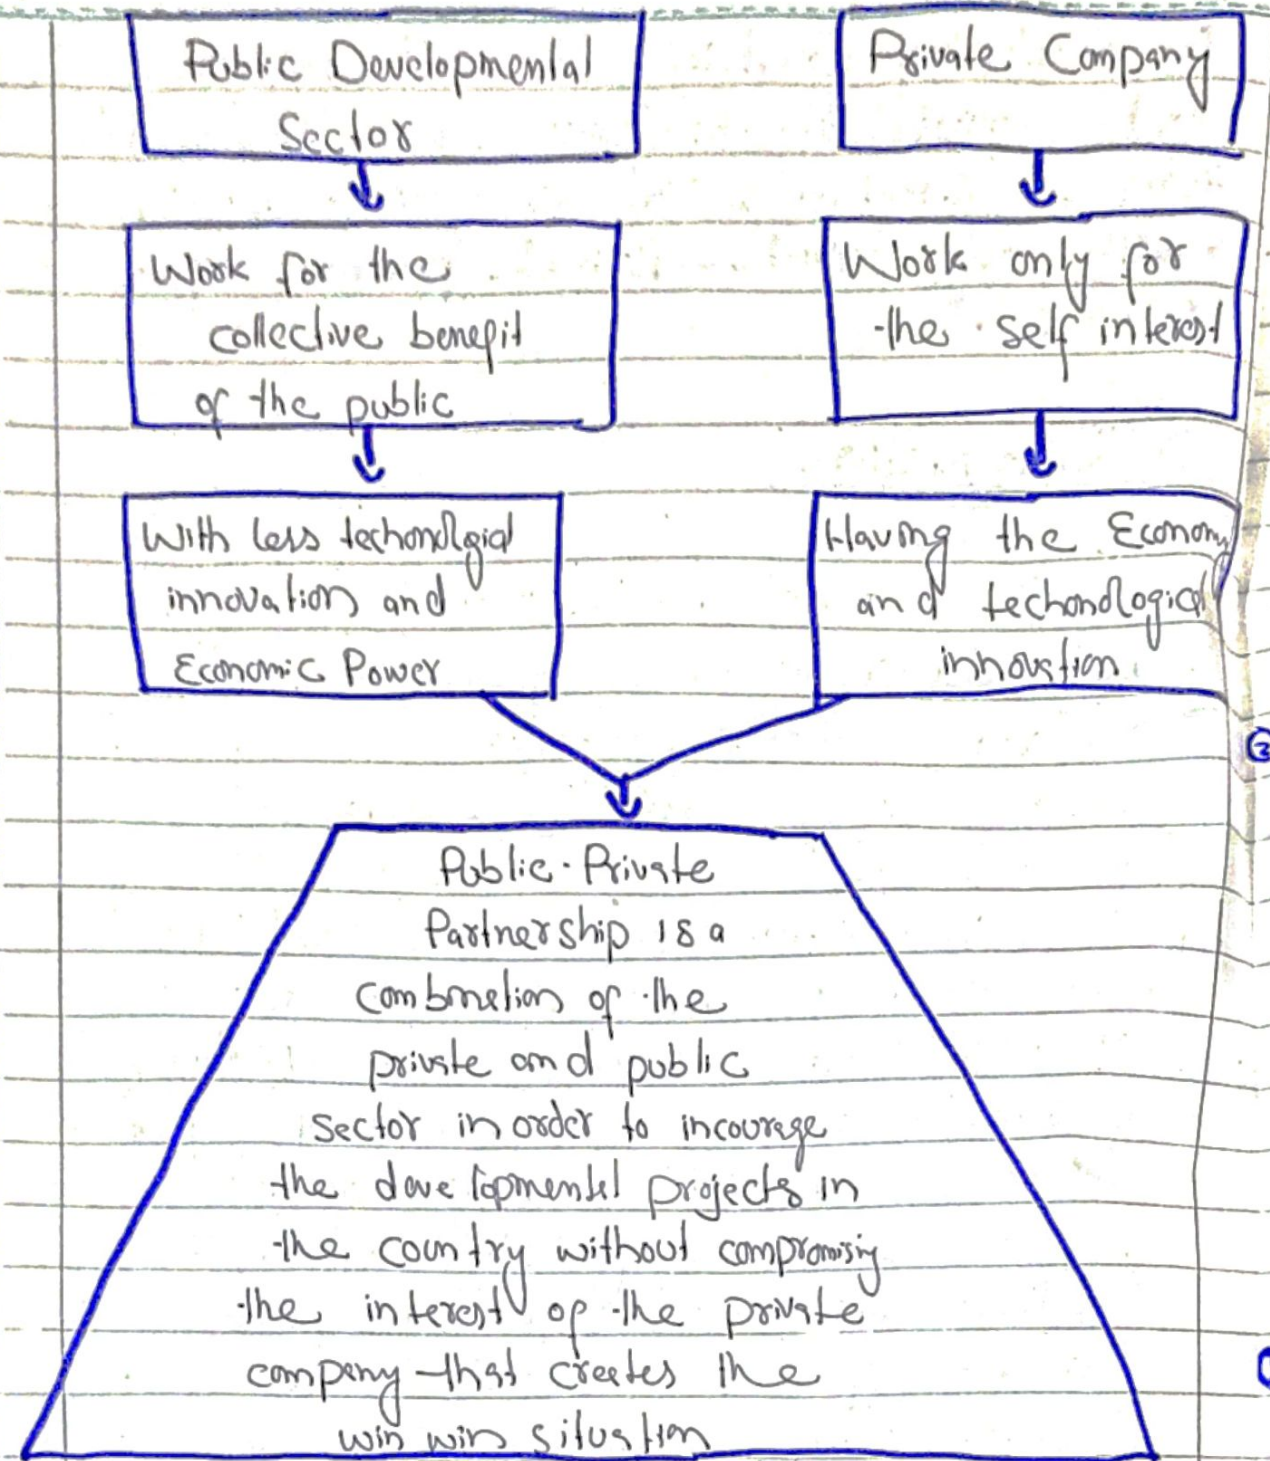 Public Developmental
Sector
Private Company
Work for the
collective benefit
of the public
Work only for
the self interest
With less techonolgial
innovation and
Economic Power
Having the Economy
and techonological
innovation
Public-Private
Partnership is a
combination of the
private and public
sector in order to incourage
the developmental projects in
the country without compromising
the interest of the private
company that creates the
win win situation